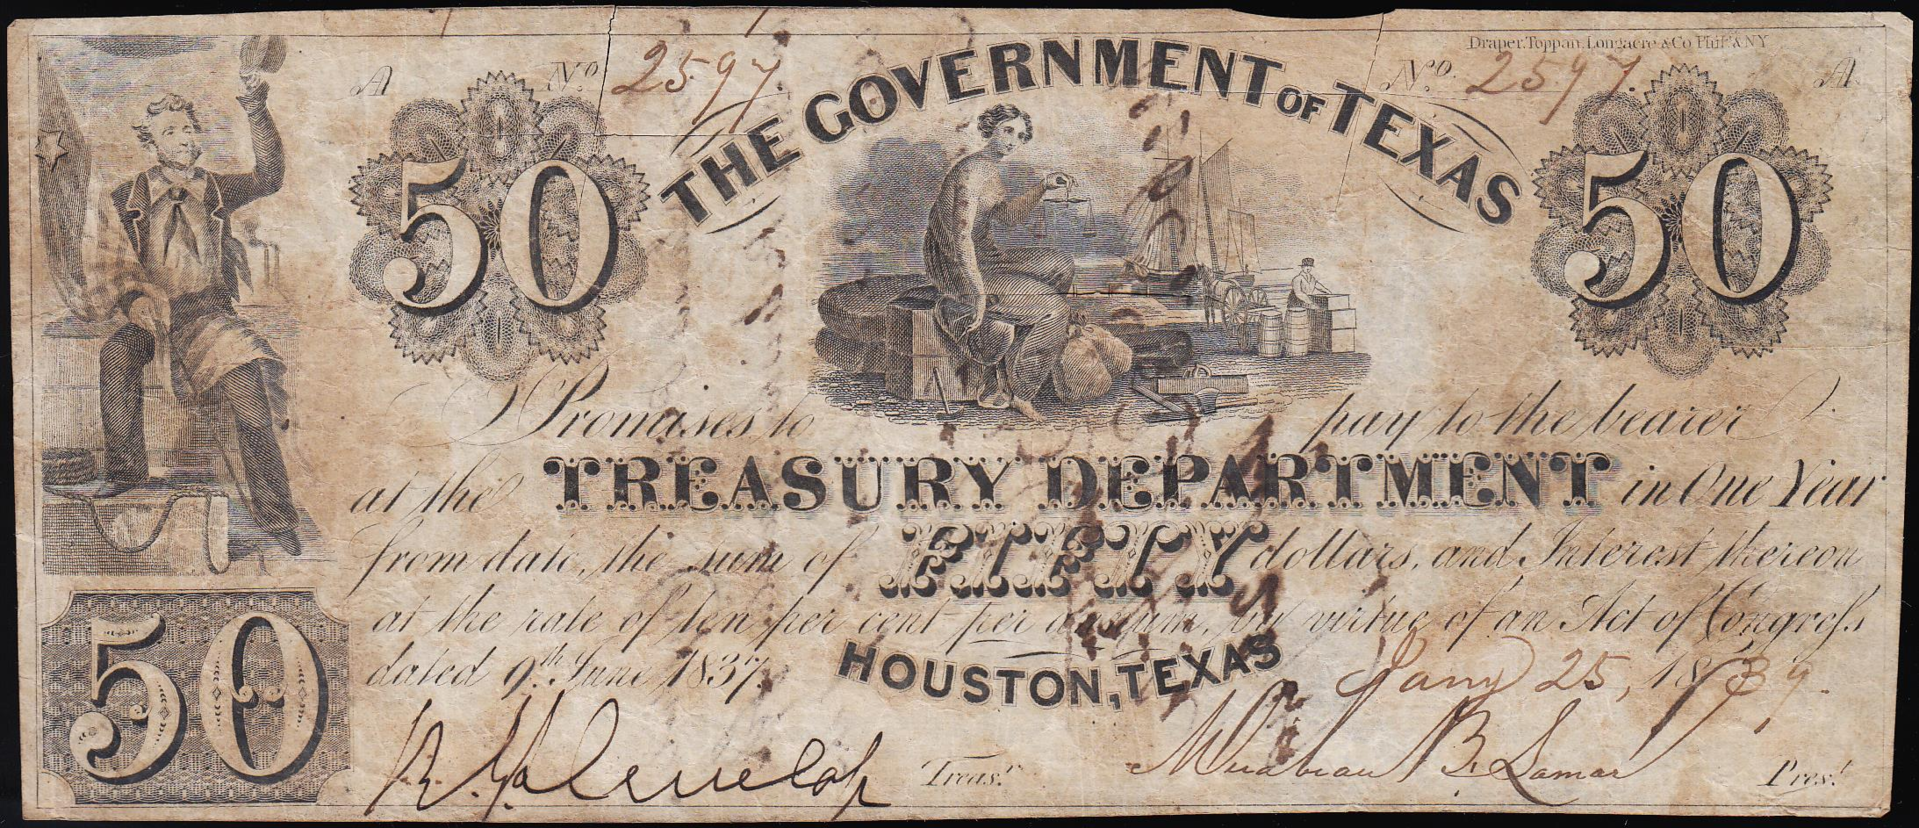 Draper, Toppan, Longacre & Co Phil.ᵃ & NY
A No. 2597. No. 2597. A
THE GOVERNMENT OF TEXAS
50 50
Promises to pay to the bearer
at the TREASURY DEPARTMENT in One Year
from date, the sum of FIFTY dollars, and Interest thereon
at the rate of ten per cent per annum, by virtue of an Act of Congress
dated 9th June, 1837.
HOUSTON, TEXAS
Jany 25, 1839.
50
Treasr.
Mirabeau B. Lamar Prest.